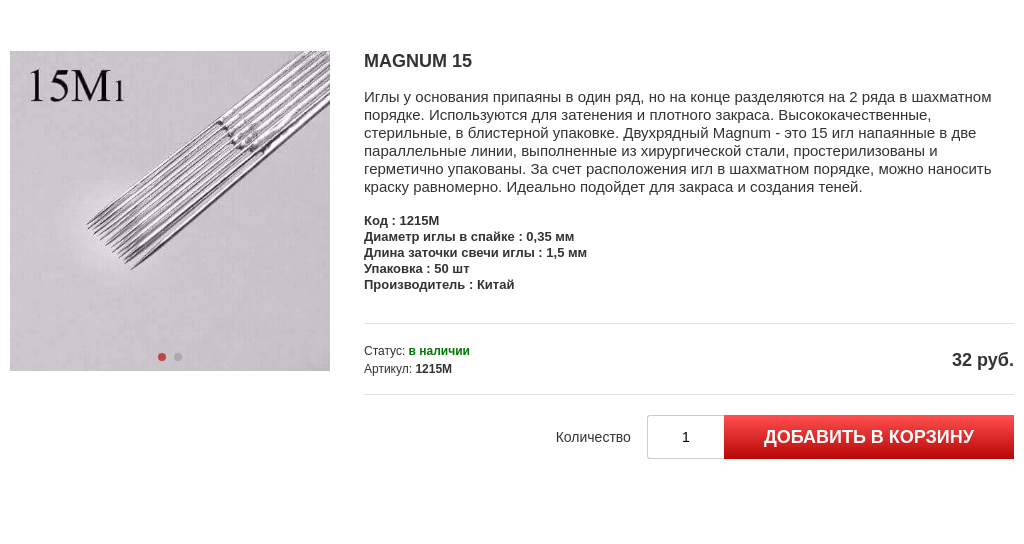 15M1
MAGNUM 15
Иглы у основания припаяны в один ряд, но на конце разделяются на 2 ряда в шахматном
порядке. Используются для затенения и плотного закраса. Высококачественные,
стерильные, в блистерной упаковке. Двухрядный Magnum - это 15 игл напаянные в две
параллельные линии, выполненные из хирургической стали, простерилизованы и
герметично упакованы. За счет расположения игл в шахматном порядке, можно наносить
краску равномерно. Идеально подойдет для закраса и создания теней.
Код : 1215M
Диаметр иглы в спайке : 0,35 мм
Длина заточки свечи иглы : 1,5 мм
Упаковка : 50 шт
Производитель : Китай
Статус: в наличии
Артикул: 1215M
32 руб.
Количество
1
ДОБАВИТЬ В КОРЗИНУ